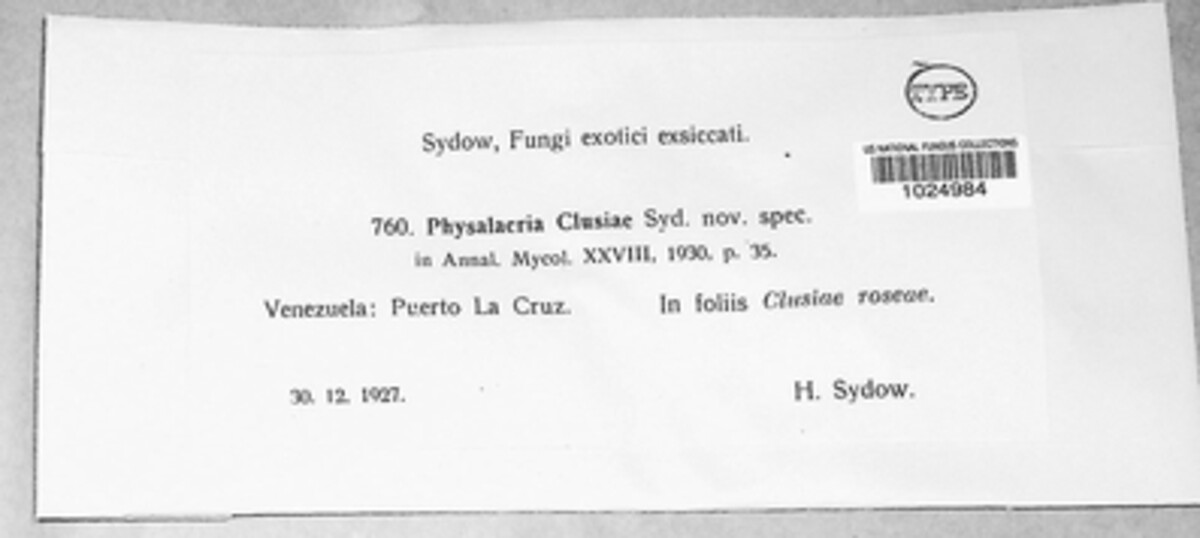 TYPE
Sydow, Fungi exotici exsiccati.
US NATIONAL FUNGUS COLLECTIONS
1024984
760. Physalacria Clusiae Syd. nov. spec.
in Annal. Mycol. XXVIII, 1930, p. 35.
Venezuela: Puerto La Cruz. In foliis Clusiae roseae.
30. 12. 1927. H. Sydow.